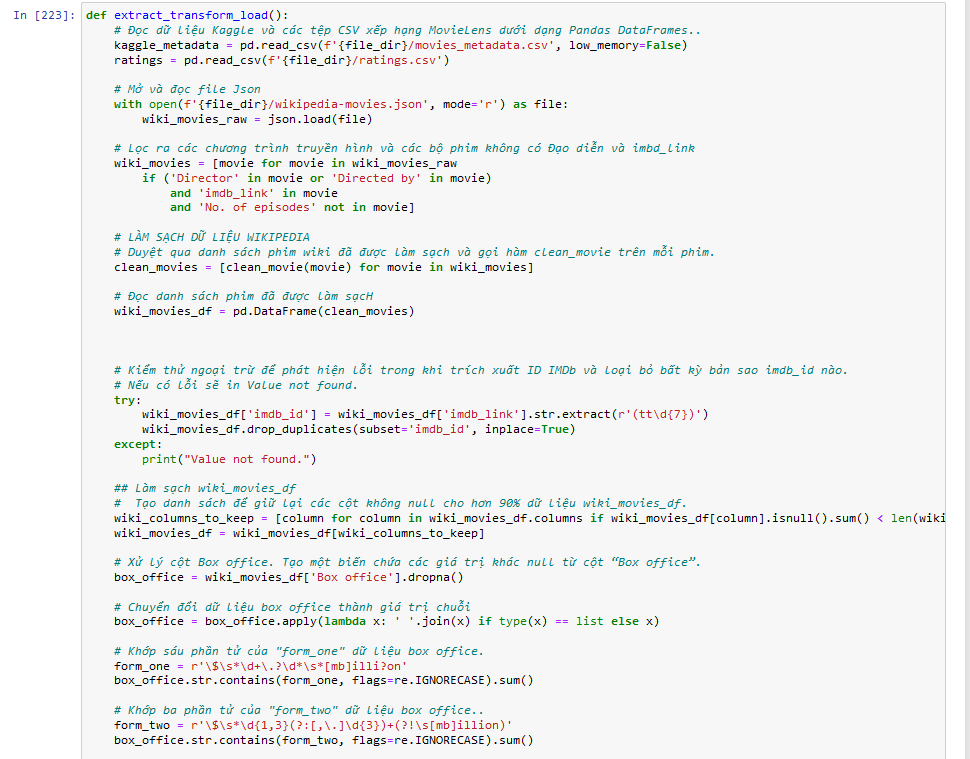 In [223]: def extract_transform_load():
# Đọc dữ liệu Kaggle và các tệp CSV xếp hạng MovieLens dưới dạng Pandas DataFrames..
kaggle_metadata = pd.read_csv(f'{file_dir}/movies_metadata.csv', low_memory=False)
ratings = pd.read_csv(f'{file_dir}/ratings.csv')
# Mở và đọc file Json
with open(f'{file_dir}/wikipedia-movies.json', mode='r') as file:
wiki_movies_raw = json.load(file)
# Lọc ra các chương trình truyền hình và các bộ phim không có Đạo diễn và imbd_link
wiki_movies = [movie for movie in wiki_movies_raw
if ('Director' in movie or 'Directed by' in movie)
and 'imdb_link' in movie
and 'No. of episodes' not in movie]
# LÀM SẠCH DỮ LIỆU WIKIPEDIA
# Duyệt qua danh sách phim wiki đã được làm sạch và gọi hàm clean_movie trên mỗi phim.
clean_movies = [clean_movie(movie) for movie in wiki_movies]
# Đọc danh sách phim đã được làm sạcH
wiki_movies_df = pd.DataFrame(clean_movies)
# Kiểm thử ngoại trừ để phát hiện lỗi trong khi trích xuất ID IMDb và loại bỏ bất kỳ bản sao imdb_id nào.
# Nếu có lỗi sẽ in Value not found.
try:
wiki_movies_df['imdb_id'] = wiki_movies_df['imdb_link'].str.extract(r'(tt\d{7})')
wiki_movies_df.drop_duplicates(subset='imdb_id', inplace=True)
except:
print("Value not found.")
## Làm sạch wiki_movies_df
#  Tạo danh sách để giữ lại các cột không null cho hơn 90% dữ liệu wiki_movies_df.
wiki_columns_to_keep = [column for column in wiki_movies_df.columns if wiki_movies_df[column].isnull().sum() < len(wiki
wiki_movies_df = wiki_movies_df[wiki_columns_to_keep]
# Xử lý cột Box office. Tạo một biến chứa các giá trị khác null từ cột “Box office”.
box_office = wiki_movies_df['Box office'].dropna()
# Chuyển đổi dữ liệu box office thành giá trị chuỗi
box_office = box_office.apply(lambda x: ' '.join(x) if type(x) == list else x)
# Khớp sáu phần tử của "form_one" dữ liệu box office.
form_one = r'\$\s*\d+\.?\d*\s*[mb]illi?on'
box_office.str.contains(form_one, flags=re.IGNORECASE).sum()
# Khớp ba phần tử của "form_two" dữ liệu box office..
form_two = r'\$\s*\d{1,3}(?:[,\.]\d{3})+(?!\s[mb]illion)'
box_office.str.contains(form_two, flags=re.IGNORECASE).sum()